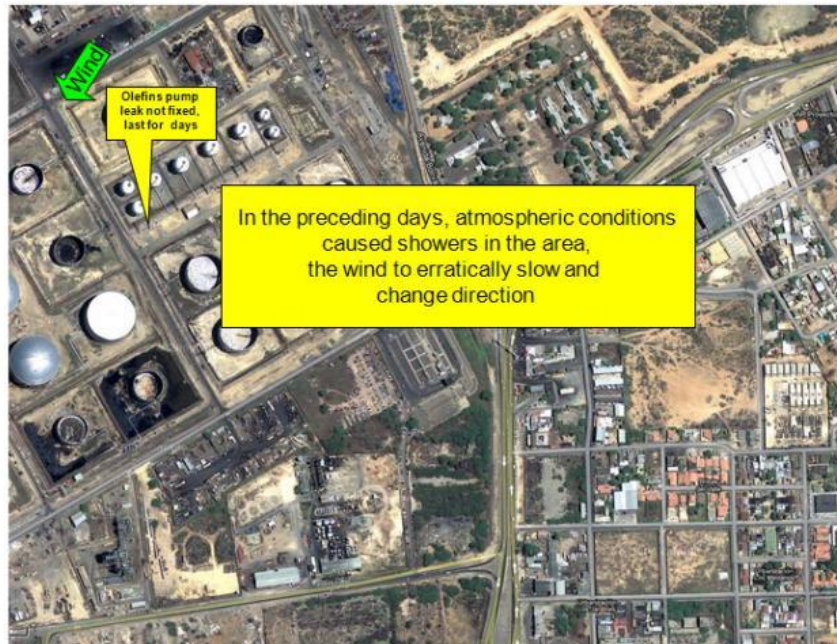 Wind
Olefins pump
leak not fixed,
last for days
In the preceding days, atmospheric conditions
caused showers in the area,
the wind to erratically slow and
change direction